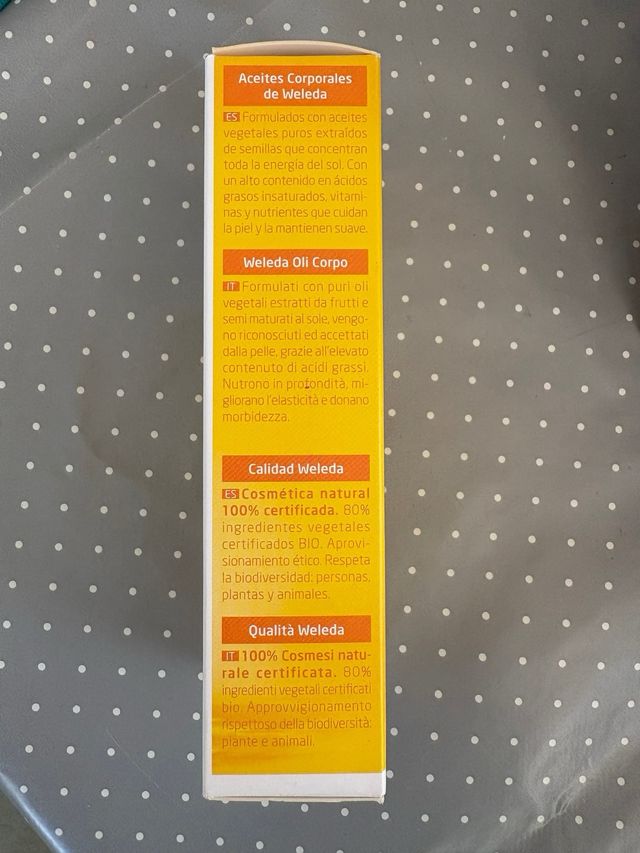 Aceites Corporales
de Weleda
ES Formulados con aceites
vegetales puros extraídos
de semillas que concentran
toda la energía del sol. Con
un alto contenido en ácidos
grasos insaturados, vitami-
nas y nutrientes que cuidan
la piel y la mantienen suave.
Weleda Oli Corpo
IT Formulati con puri oli
vegetali estratti da frutti e
semi maturati al sole, vengo-
no riconosciuti ed accettati
dalla pelle, grazie all'elevato
contenuto di acidi grassi.
Nutrono in profondità, mi-
gliorano l'elasticità e donano
morbidezza.
Calidad Weleda
ES Cosmética natural
100% certificada. 80%
ingredientes vegetales
certificados BIO. Aprovi-
sionamiento ético. Respeta
la biodiversidad: personas,
plantas y animales.
Qualità Weleda
IT 100% Cosmesi natu-
rale certificata. 80%
ingredienti vegetali certificati
bio. Approvvigionamento
rispettoso della biodiversità:
piante e animali.